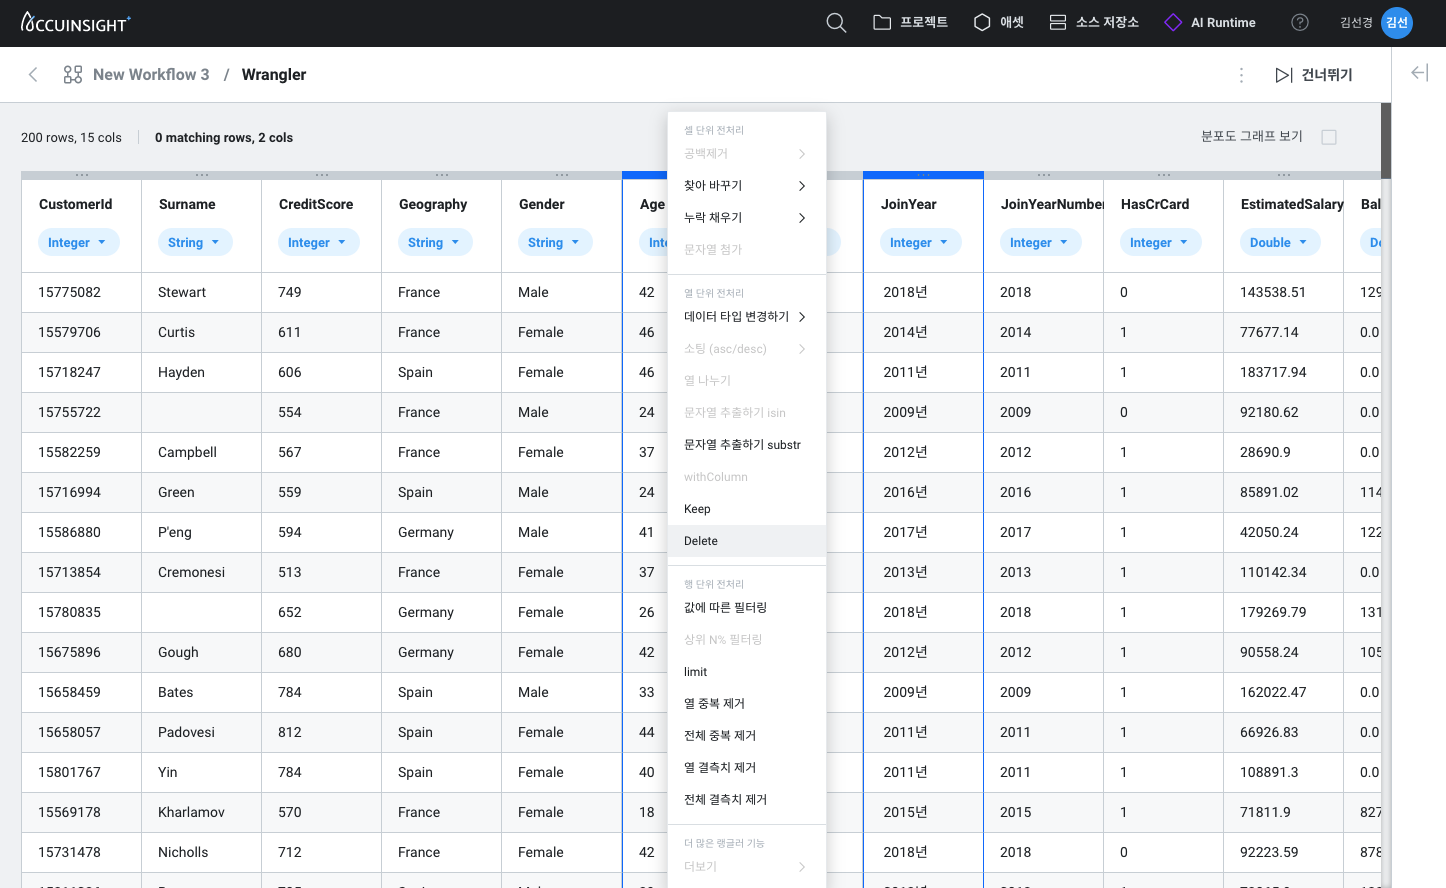 ACCUINSIGHT+
프로젝트
애셋
소스 저장소
AI Runtime
?
김선경
김선
New Workflow 3 / Wrangler
건너뛰기
200 rows, 15 cols
0 matching rows, 2 cols
분포도 그래프 보기
CustomerId Surname CreditScore Geography Gender Age JoinYear JoinYearNumber HasCrCard EstimatedSalary Bal
Integer String Integer String String Inte Integer Integer Integer Double Do
15775082 Stewart 749 France Male 42 2018년 2018 0 143538.51 129
15579706 Curtis 611 France Female 46 2014년 2014 1 77677.14 0.0
15718247 Hayden 606 Spain Female 46 2011년 2011 1 183717.94 0.0
15755722 554 France Male 24 2009년 2009 0 92180.62 0.0
15582259 Campbell 567 France Female 37 2012년 2012 1 28690.9 0.0
15716994 Green 559 Spain Male 24 2016년 2016 1 85891.02 114
15586880 P'eng 594 Germany Male 41 2017년 2017 1 42050.24 122
15713854 Cremonesi 513 France Female 37 2013년 2013 1 110142.34 0.0
15780835 652 Germany Female 26 2018년 2018 1 179269.79 131
15675896 Gough 680 Germany Female 42 2012년 2012 1 90558.24 105
15658459 Bates 784 Spain Male 33 2009년 2009 1 162022.47 0.0
15658057 Padovesi 812 Spain Female 44 2011년 2011 1 66926.83 0.0
15801767 Yin 784 Spain Female 40 2011년 2011 1 108891.3 0.0
15569178 Kharlamov 570 France Female 18 2015년 2015 1 71811.9 827
15731478 Nicholls 712 France Female 42 2018년 2018 0 92223.59 878
셀 단위 전처리
공백제거
찾아 바꾸기
누락 채우기
문자열 첨가
열 단위 전처리
데이터 타입 변경하기
소팅 (asc/desc)
열 나누기
문자열 추출하기 isin
문자열 추출하기 substr
withColumn
Keep
Delete
행 단위 전처리
값에 따른 필터링
상위 N% 필터링
limit
열 중복 제거
전체 중복 제거
열 결측치 제거
전체 결측치 제거
더 많은 랭글러 기능
더보기